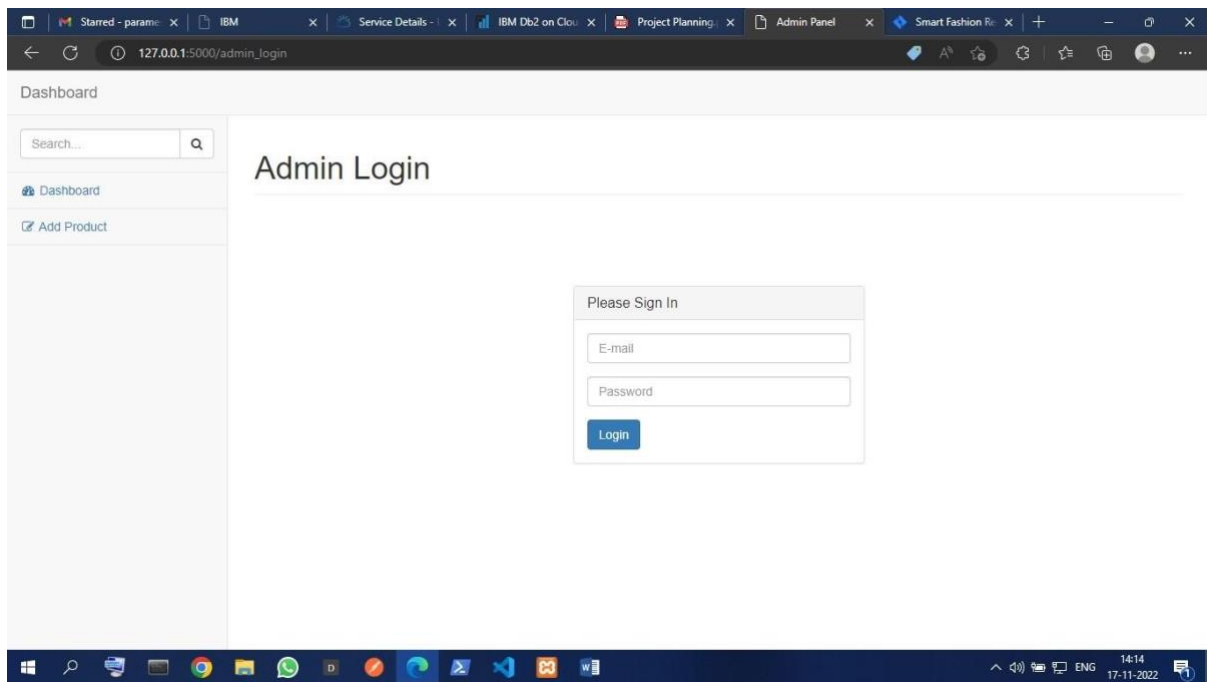 Starred - parame
IBM
Service Details -
IBM Db2 on Clou
Project Planning.
Admin Panel
Smart Fashion Re
127.0.0.1:5000/admin_login
Dashboard
Search...
Dashboard
Add Product
Admin Login
Please Sign In
E-mail
Password
Login
ENG
14:14
17-11-2022